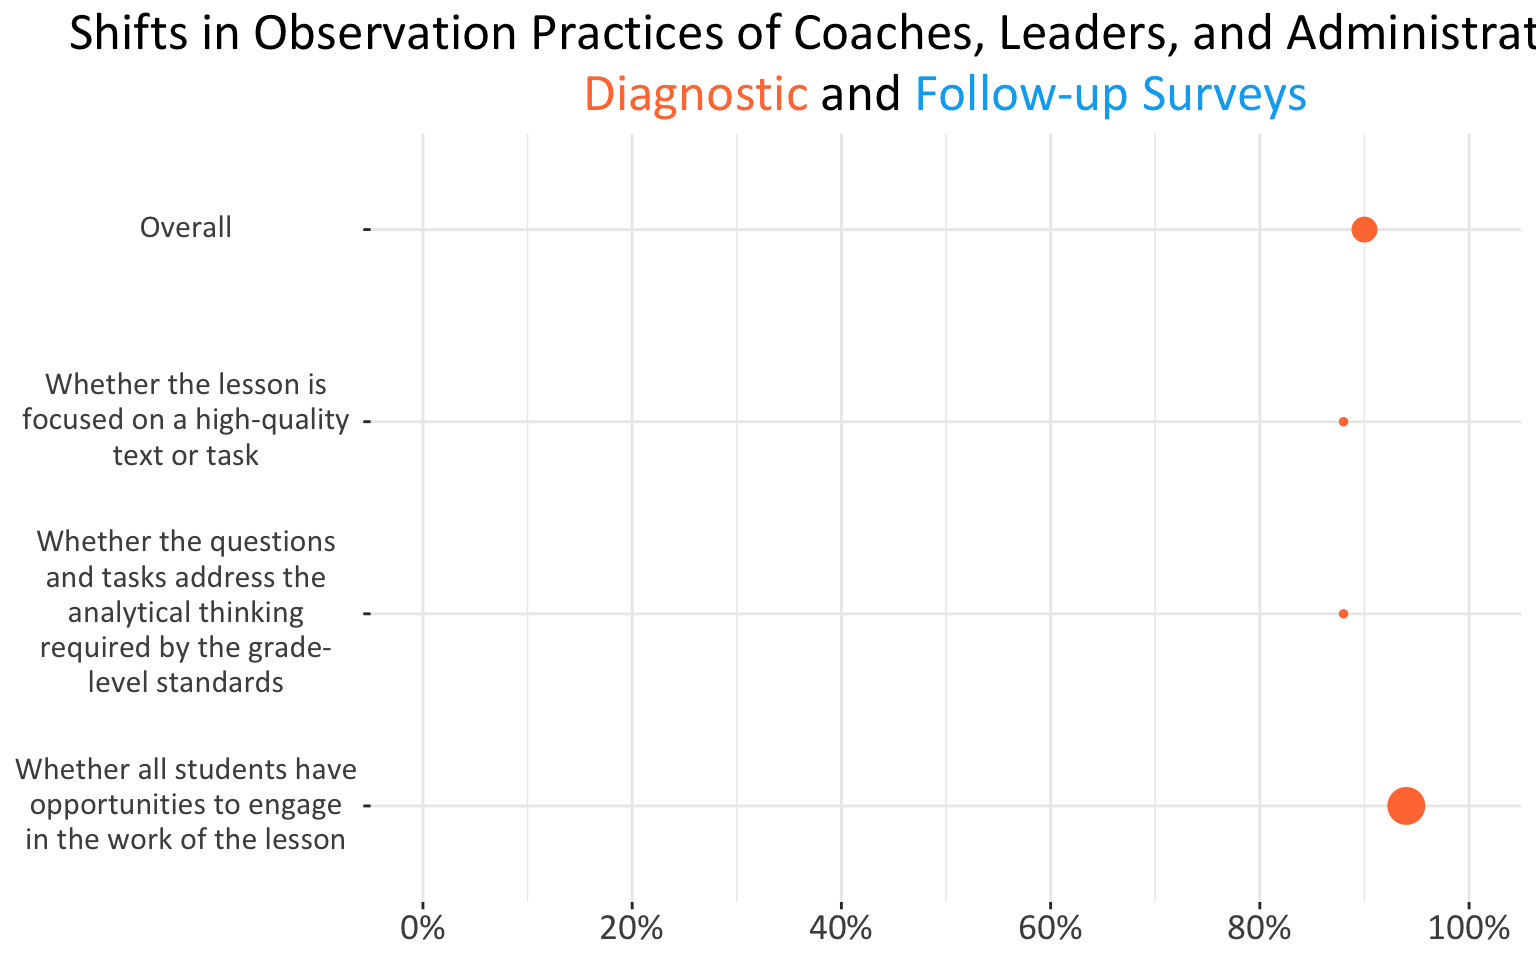 Shifts in Observation Practices of Coaches, Leaders, and Administrat
Diagnostic and Follow-up Surveys
Overall
Whether the lesson is
focused on a high-quality
text or task
Whether the questions
and tasks address the
analytical thinking
required by the grade-
level standards
Whether all students have
opportunities to engage
in the work of the lesson
0% 20% 40% 60% 80% 100%